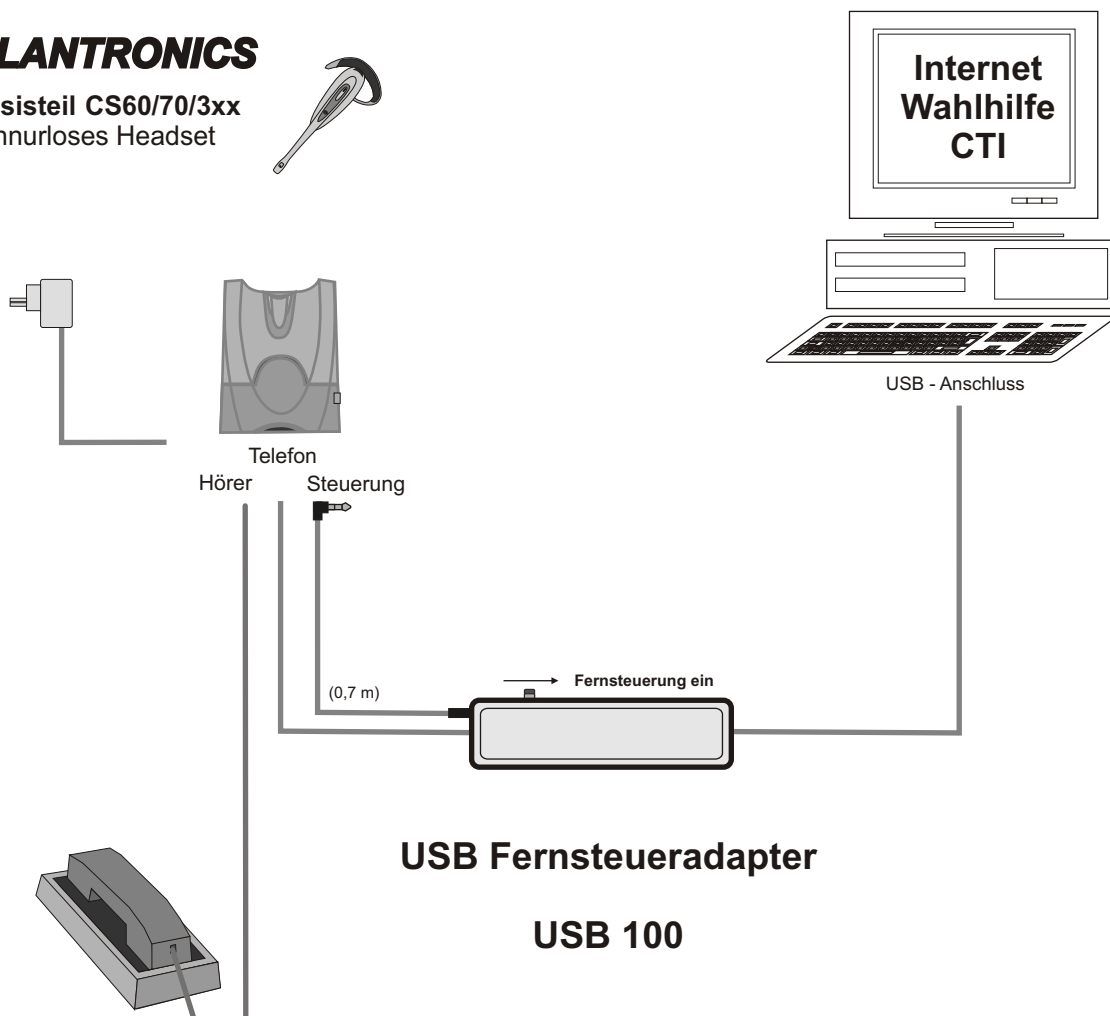 LANTRONICS
sisteil CS60/70/3xx
hnurloses Headset
Internet
Wahlhilfe
CTI
USB - Anschluss
Telefon
Hörer
Steuerung
(0,7 m)
Fernsteuerung ein
USB Fernsteueradapter
USB 100